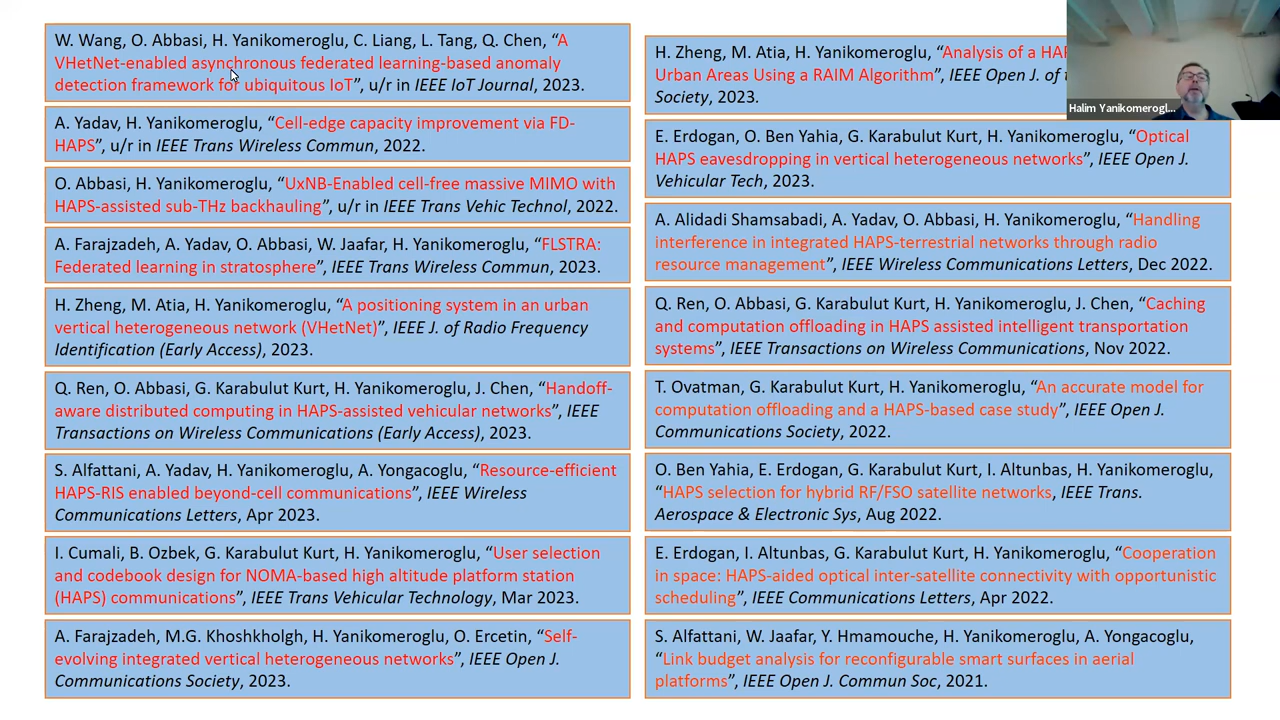 W. Wang, O. Abbasi, H. Yanikomeroglu, C. Liang, L. Tang, Q. Chen, “A
VHetNet-enabled asynchronous federated learning-based anomaly
detection framework for ubiquitous IoT”, u/r in IEEE IoT Journal, 2023.
A. Yadav, H. Yanikomeroglu, “Cell-edge capacity improvement via FD-
HAPS”, u/r in IEEE Trans Wireless Commun, 2022.
O. Abbasi, H. Yanikomeroglu, “UxNB-Enabled cell-free massive MIMO with
HAPS-assisted sub-THz backhauling”, u/r in IEEE Trans Vehic Technol, 2022.
A. Farajzadeh, A. Yadav, O. Abbasi, W. Jaafar, H. Yanikomeroglu, “FLSTRA:
Federated learning in stratosphere”, IEEE Trans Wireless Commun, 2023.
H. Zheng, M. Atia, H. Yanikomeroglu, “A positioning system in an urban
vertical heterogeneous network (VHetNet)”, IEEE J. of Radio Frequency
Identification (Early Access), 2023.
Q. Ren, O. Abbasi, G. Karabulut Kurt, H. Yanikomeroglu, J. Chen, “Handoff-
aware distributed computing in HAPS-assisted vehicular networks”, IEEE
Transactions on Wireless Communications (Early Access), 2023.
S. Alfattani, A. Yadav, H. Yanikomeroglu, A. Yongacoglu, “Resource-efficient
HAPS-RIS enabled beyond-cell communications”, IEEE Wireless
Communications Letters, Apr 2023.
I. Cumali, B. Ozbek, G. Karabulut Kurt, H. Yanikomeroglu, “User selection
and codebook design for NOMA-based high altitude platform station
(HAPS) communications”, IEEE Trans Vehicular Technology, Mar 2023.
A. Farajzadeh, M.G. Khoshkholgh, H. Yanikomeroglu, O. Ercetin, “Self-
evolving integrated vertical heterogeneous networks”, IEEE Open J.
Communications Society, 2023.
H. Zheng, M. Atia, H. Yanikomeroglu, “Analysis of a
Urban Areas Using a RAIM Algorithm”, IEEE Open J. of
Society, 2023.
E. Erdogan, O. Ben Yahia, G. Karabulut Kurt, H. Yanikomeroglu, “Optical
HAPS eavesdropping in vertical heterogeneous networks”, IEEE Open J.
Vehicular Tech, 2023.
A. Alidadi Shamsabadi, A. Yadav, O. Abbasi, H. Yanikomeroglu, “Handling
interference in integrated HAPS-terrestrial networks through radio
resource management”, IEEE Wireless Communications Letters, Dec 2022.
Q. Ren, O. Abbasi, G. Karabulut Kurt, H. Yanikomeroglu, J. Chen, “Caching
and computation offloading in HAPS assisted intelligent transportation
systems”, IEEE Transactions on Wireless Communications, Nov 2022.
T. Ovatman, G. Karabulut Kurt, H. Yanikomeroglu, “An accurate model for
computation offloading and a HAPS-based case study”, IEEE Open J.
Communications Society, 2022.
O. Ben Yahia, E. Erdogan, G. Karabulut Kurt, I. Altunbas, H. Yanikomeroglu,
“HAPS selection for hybrid RF/FSO satellite networks, IEEE Trans.
Aerospace & Electronic Sys, Aug 2022.
E. Erdogan, I. Altunbas, G. Karabulut Kurt, H. Yanikomeroglu, “Cooperation
in space: HAPS-aided optical inter-satellite connectivity with opportunistic
scheduling”, IEEE Communications Letters, Apr 2022.
S. Alfattani, W. Jaafar, Y. Hmamouche, H. Yanikomeroglu, A. Yongacoglu,
“Link budget analysis for reconfigurable smart surfaces in aerial
platforms”, IEEE Open J. Commun Soc, 2021.
Halim Yanikomerogl...